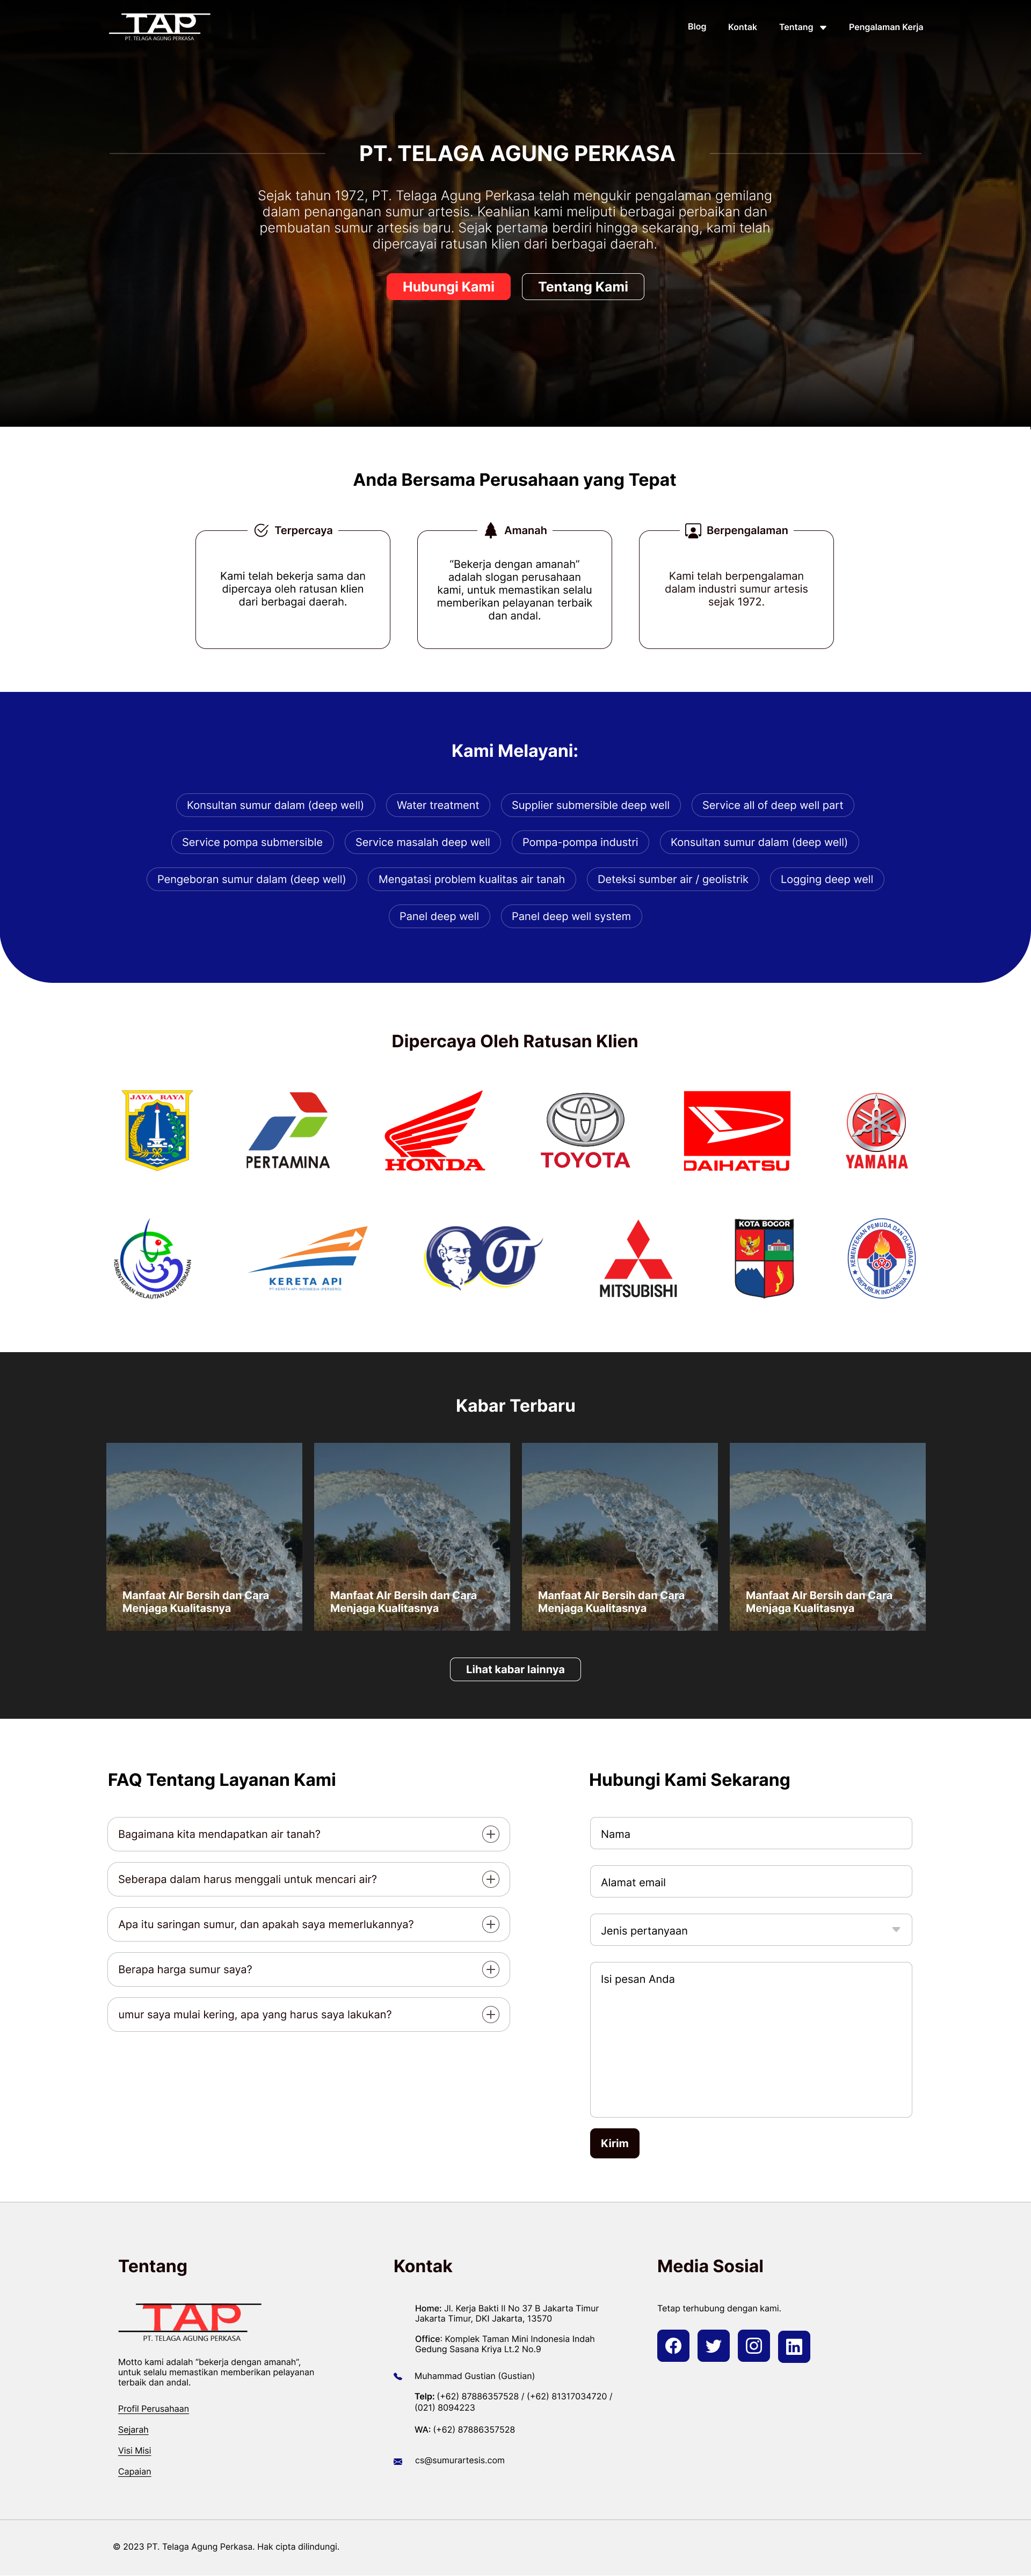 TAP
PT. TELAGA AGUNG PERKASA
Blog
Kontak
Tentang
Pengalaman Kerja
PT. TELAGA AGUNG PERKASA
Sejak tahun 1972, PT. Telaga Agung Perkasa telah mengukir pengalaman gemilang
dalam penanganan sumur artesis. Keahlian kami meliputi berbagai perbaikan dan
pembuatan sumur artesis baru. Sejak pertama berdiri hingga sekarang, kami telah
dipercayai ratusan klien dari berbagai daerah.
Hubungi Kami
Tentang Kami
Anda Bersama Perusahaan yang Tepat
Terpercaya
Kami telah bekerja sama dan
dipercaya oleh ratusan klien
dari berbagai daerah.
Amanah
“Bekerja dengan amanah”
adalah slogan perusahaan
kami, untuk memastikan selalu
memberikan pelayanan terbaik
dan andal.
Berpengalaman
Kami telah berpengalaman
dalam industri sumur artesis
sejak 1972.
Kami Melayani:
Konsultan sumur dalam (deep well)
Water treatment
Supplier submersible deep well
Service all of deep well part
Service pompa submersible
Service masalah deep well
Pompa-pompa industri
Konsultan sumur dalam (deep well)
Pengeboran sumur dalam (deep well)
Mengatasi problem kualitas air tanah
Deteksi sumber air / geolistrik
Logging deep well
Panel deep well
Panel deep well system
Dipercaya Oleh Ratusan Klien
JAYA RAYA
PERTAMINA
HONDA
TOYOTA
DAIHATSU
YAMAHA
KEMENTERIAN KELAUTAN DAN PERIKANAN
KERETA API
PT KERETA API INDONESIA (PERSERO)
OT
MITSUBISHI
KOTA BOGOR
KEMENTERIAN PEMUDA DAN OLAHRAGA
REPUBLIK INDONESIA
Kabar Terbaru
Manfaat AIr Bersih dan Cara
Menjaga Kualitasnya
Manfaat AIr Bersih dan Cara
Menjaga Kualitasnya
Manfaat AIr Bersih dan Cara
Menjaga Kualitasnya
Manfaat AIr Bersih dan Cara
Menjaga Kualitasnya
Lihat kabar lainnya
FAQ Tentang Layanan Kami
Bagaimana kita mendapatkan air tanah?
Seberapa dalam harus menggali untuk mencari air?
Apa itu saringan sumur, dan apakah saya memerlukannya?
Berapa harga sumur saya?
umur saya mulai kering, apa yang harus saya lakukan?
Hubungi Kami Sekarang
Nama
Alamat email
Jenis pertanyaan
Isi pesan Anda
Kirim
Tentang
TAP
PT. TELAGA AGUNG PERKASA
Motto kami adalah “bekerja dengan amanah”,
untuk selalu memastikan memberikan pelayanan
terbaik dan andal.
Profil Perusahaan
Sejarah
Visi Misi
Capaian
Kontak
Home: Jl. Kerja Bakti II No 37 B Jakarta Timur
Jakarta Timur, DKI Jakarta, 13570
Office: Komplek Taman Mini Indonesia Indah
Gedung Sasana Kriya Lt.2 No.9
Muhammad Gustian (Gustian)
Telp: (+62) 87886357528 / (+62) 81317034720 /
(021) 8094223
WA: (+62) 87886357528
cs@sumurartesis.com
Media Sosial
Tetap terhubung dengan kami.
© 2023 PT. Telaga Agung Perkasa. Hak cipta dilindungi.